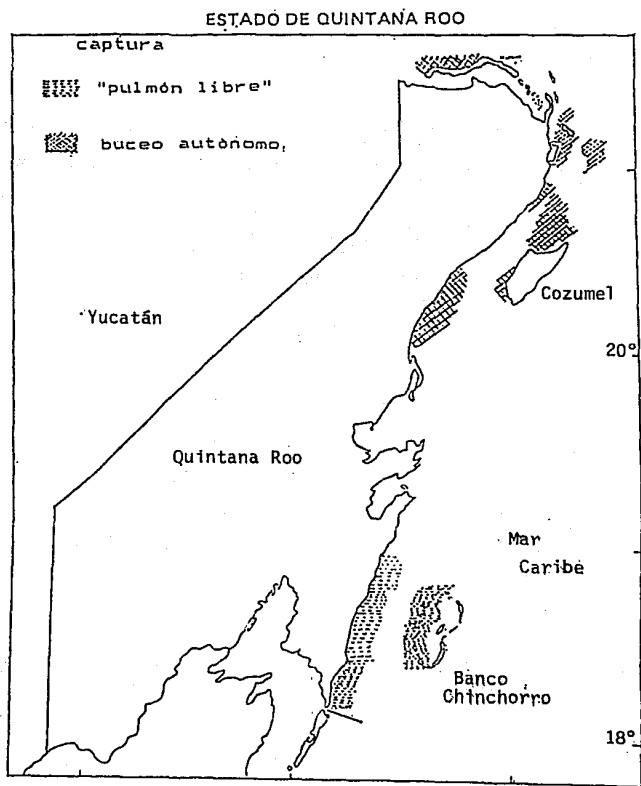 ESTADO DE QUINTANA ROO
captura
"pulmón libre"
buceo autònomo,
Cozumel
Yucatán
20°
Quintana Roo
Mar
Caribe
Banco
Chinchorro
18°